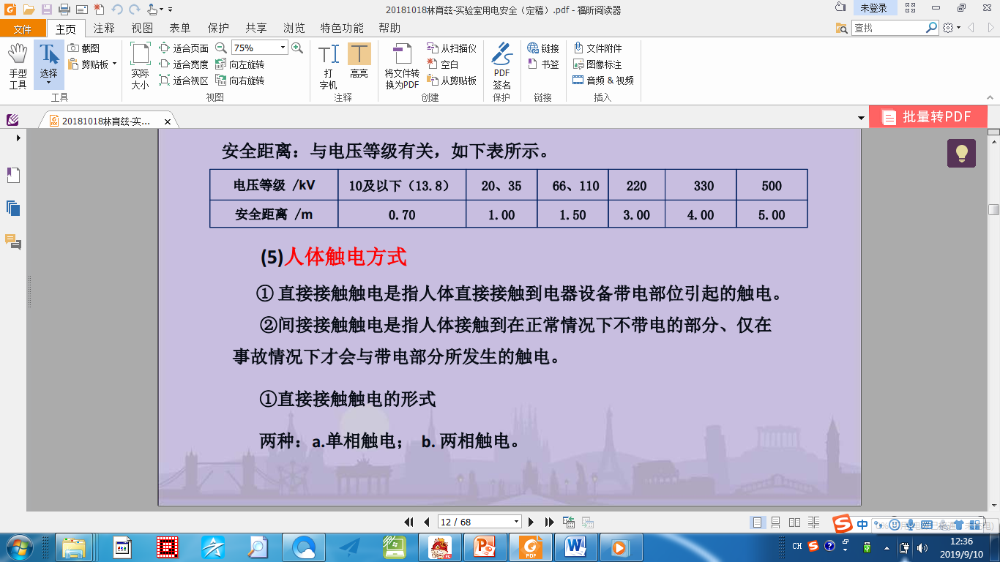 20181018林育兹-实验室用电安全（定稿）.pdf - 福昕阅读器
未登录
文件 主页 注释 视图 表单 保护 共享 浏览 特色功能 帮助
查找
手型工具
选择
截图
剪贴板
工具
实际大小
适合页面
适合宽度
适合视区
75%
向左旋转
向右旋转
视图
打字机
高亮
注释
将文件转换为PDF
从扫描仪
空白
从剪贴板
创建
PDF签名
保护
链接
书签
链接
文件附件
图像标注
音频 & 视频
插入
20181018林育兹-实...
批量转PDF
安全距离：与电压等级有关，如下表所示。
电压等级 /kV 10及以下（13.8） 20、35 66、110 220 330 500
安全距离 /m 0.70 1.00 1.50 3.00 4.00 5.00
(5)人体触电方式
① 直接接触触电是指人体直接接触到电器设备带电部位引起的触电。
②间接接触触电是指人体接触到在正常情况下不带电的部分、仅在
事故情况下才会与带电部分所发生的触电。
①直接接触触电的形式
两种：a.单相触电； b. 两相触电。
12 / 68
中
CH
12:36
2019/9/10